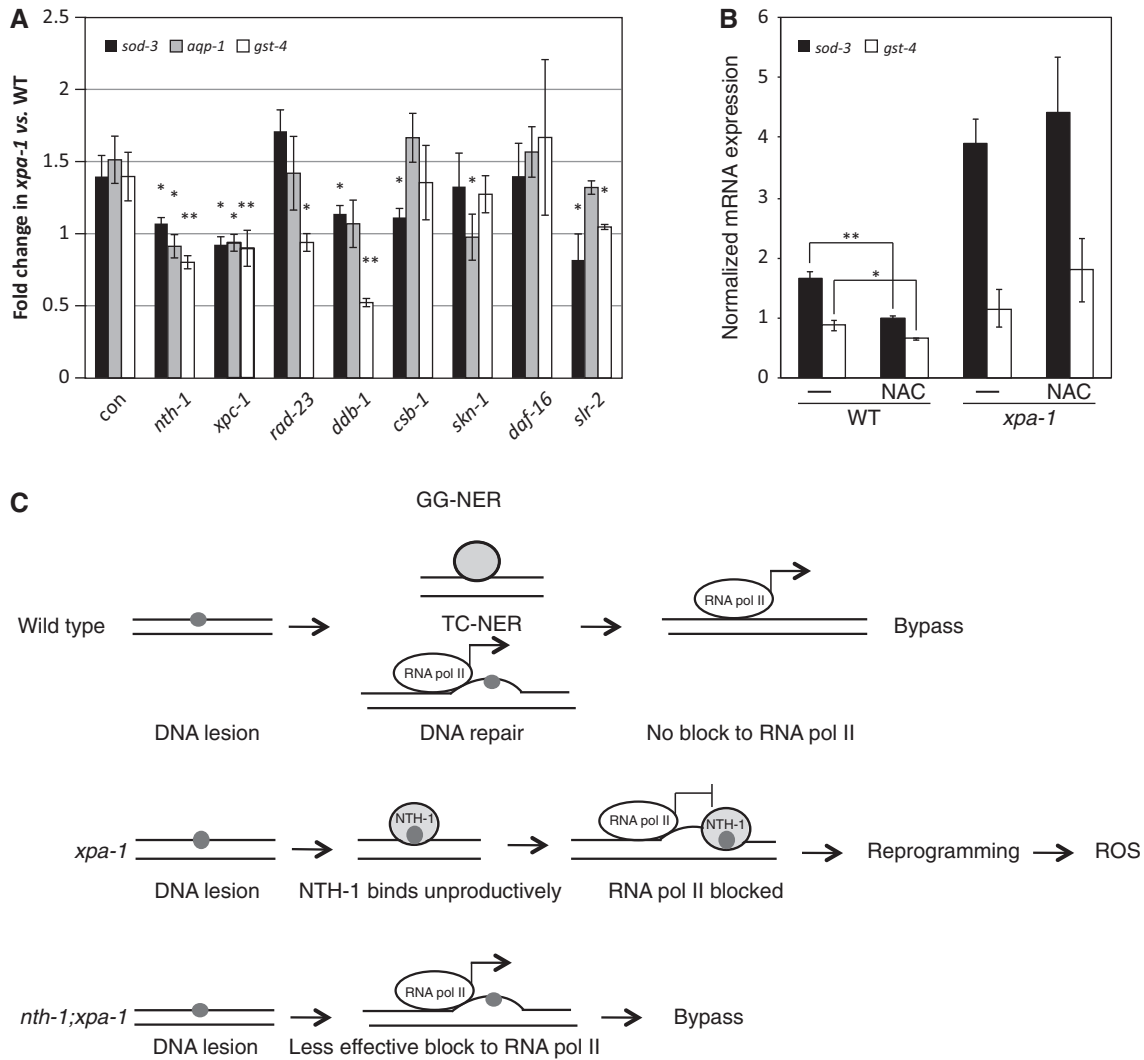 A
Fold change in xpa-1 vs. WT
2.5
2
1.5
1
0.5
0
sod-3 aqp-1 gst-4
* * **
* * **
*
* **
*
*
* *
con nth-1 xpc-1 rad-23 ddb-1 csb-1 skn-1 daf-16 slr-2
B
Normalized mRNA expression
6
5
4
3
2
1
0
sod-3 gst-4
**
*
— NAC — NAC
WT xpa-1
C
GG-NER
Wild type
TC-NER
RNA pol II
RNA pol II
Bypass
DNA lesion
DNA repair
No block to RNA pol II
xpa-1
NTH-1
RNA pol II
NTH-1
Reprogramming
ROS
DNA lesion
NTH-1 binds unproductively
RNA pol II blocked
nth-1;xpa-1
RNA pol II
Bypass
DNA lesion
Less effective block to RNA pol II